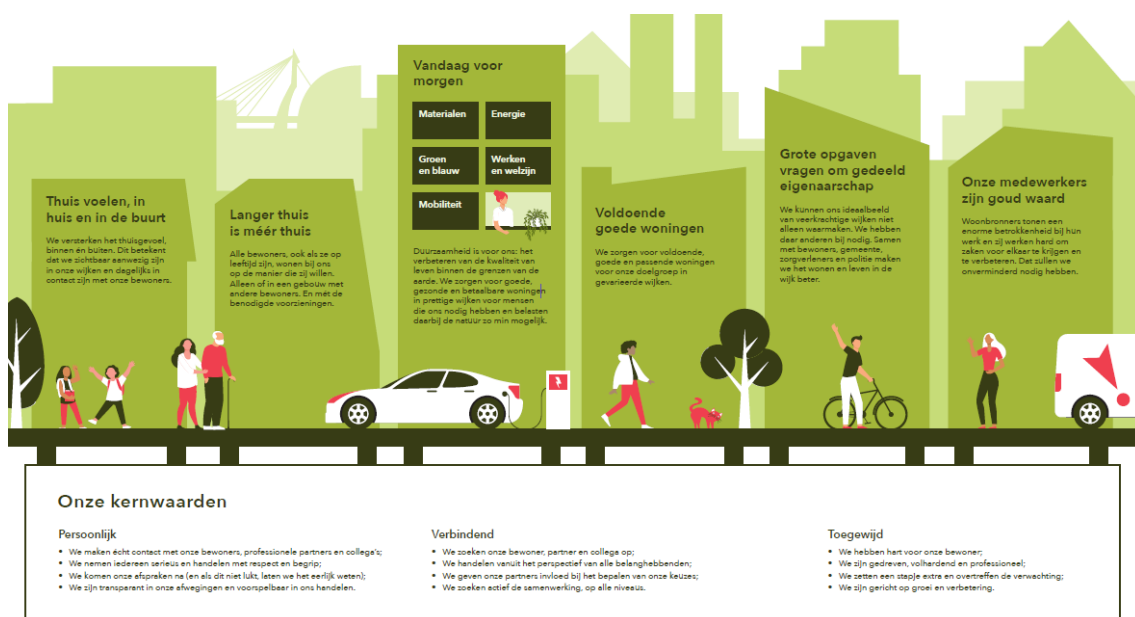 Thuis voelen, in
huis en in de buurt
We versterken het thuisgevoel,
binnen én buiten. Dit betekent
dat we zichtbaar aanwezig zijn
in onze wijken en dagelijks in
contact zijn met onze bewoners.
Langer thuis
is méér thuis
Alle bewoners, ook als ze op
leeftijd zijn, wonen bij ons
op de manier die zij willen.
Alleen of in een gebouw met
andere bewoners. En mét de
benodigde voorzieningen.
Vandaag voor
morgen
Materialen
Energie
Groen
en blauw
Werken
en welzijn
Mobiliteit
Duurzaamheid is voor ons: het
verbeteren van de kwaliteit van
leven binnen de grenzen van de
aarde. We zorgen voor goede,
gezonde en betaalbare woningen
in prettige wijken voor mensen
die ons nodig hebben en belasten
daarbij de natuur zo min mogelijk.
Voldoende
goede woningen
We zorgen voor voldoende,
goede en passende woningen
voor onze doelgroep in
gevarieerde wijken.
Grote opgaven
vragen om gedeeld
eigenaarschap
We kunnen ons ideaalbeeld
van veerkrachtige wijken niet
alleen waarmaken. We hebben
daar anderen bij nodig. Samen
met bewoners, gemeente,
zorgverleners en politie maken
we het wonen en leven in de
wijk beter.
Onze medewerkers
zijn goud waard
Woonbronners tonen een
enorme betrokkenheid bij hun
werk en zij werken hard om
zaken voor elkaar te krijgen en
te verbeteren. Dat zullen we
onverminderd nodig hebben.
Onze kernwaarden
Persoonlijk
• We maken écht contact met onze bewoners, professionele partners en collega's;
• We nemen iedereen serieus en handelen met respect en begrip;
• We komen onze afspraken na (en als dit niet lukt, laten we het eerlijk weten);
• We zijn transparant in onze afwegingen en voorspelbaar in ons handelen.
Verbindend
• We zoeken onze bewoner, partner en collega op;
• We handelen vanuit het perspectief van alle belanghebbenden;
• We geven onze partners invloed bij het bepalen van onze keuzes;
• We zoeken actief de samenwerking, op alle niveaus.
Toegewijd
• We hebben hart voor onze bewoner;
• We zijn gedreven, volhardend en professioneel;
• We zetten een stapje extra en overtreffen de verwachting;
• We zijn gericht op groei en verbetering.